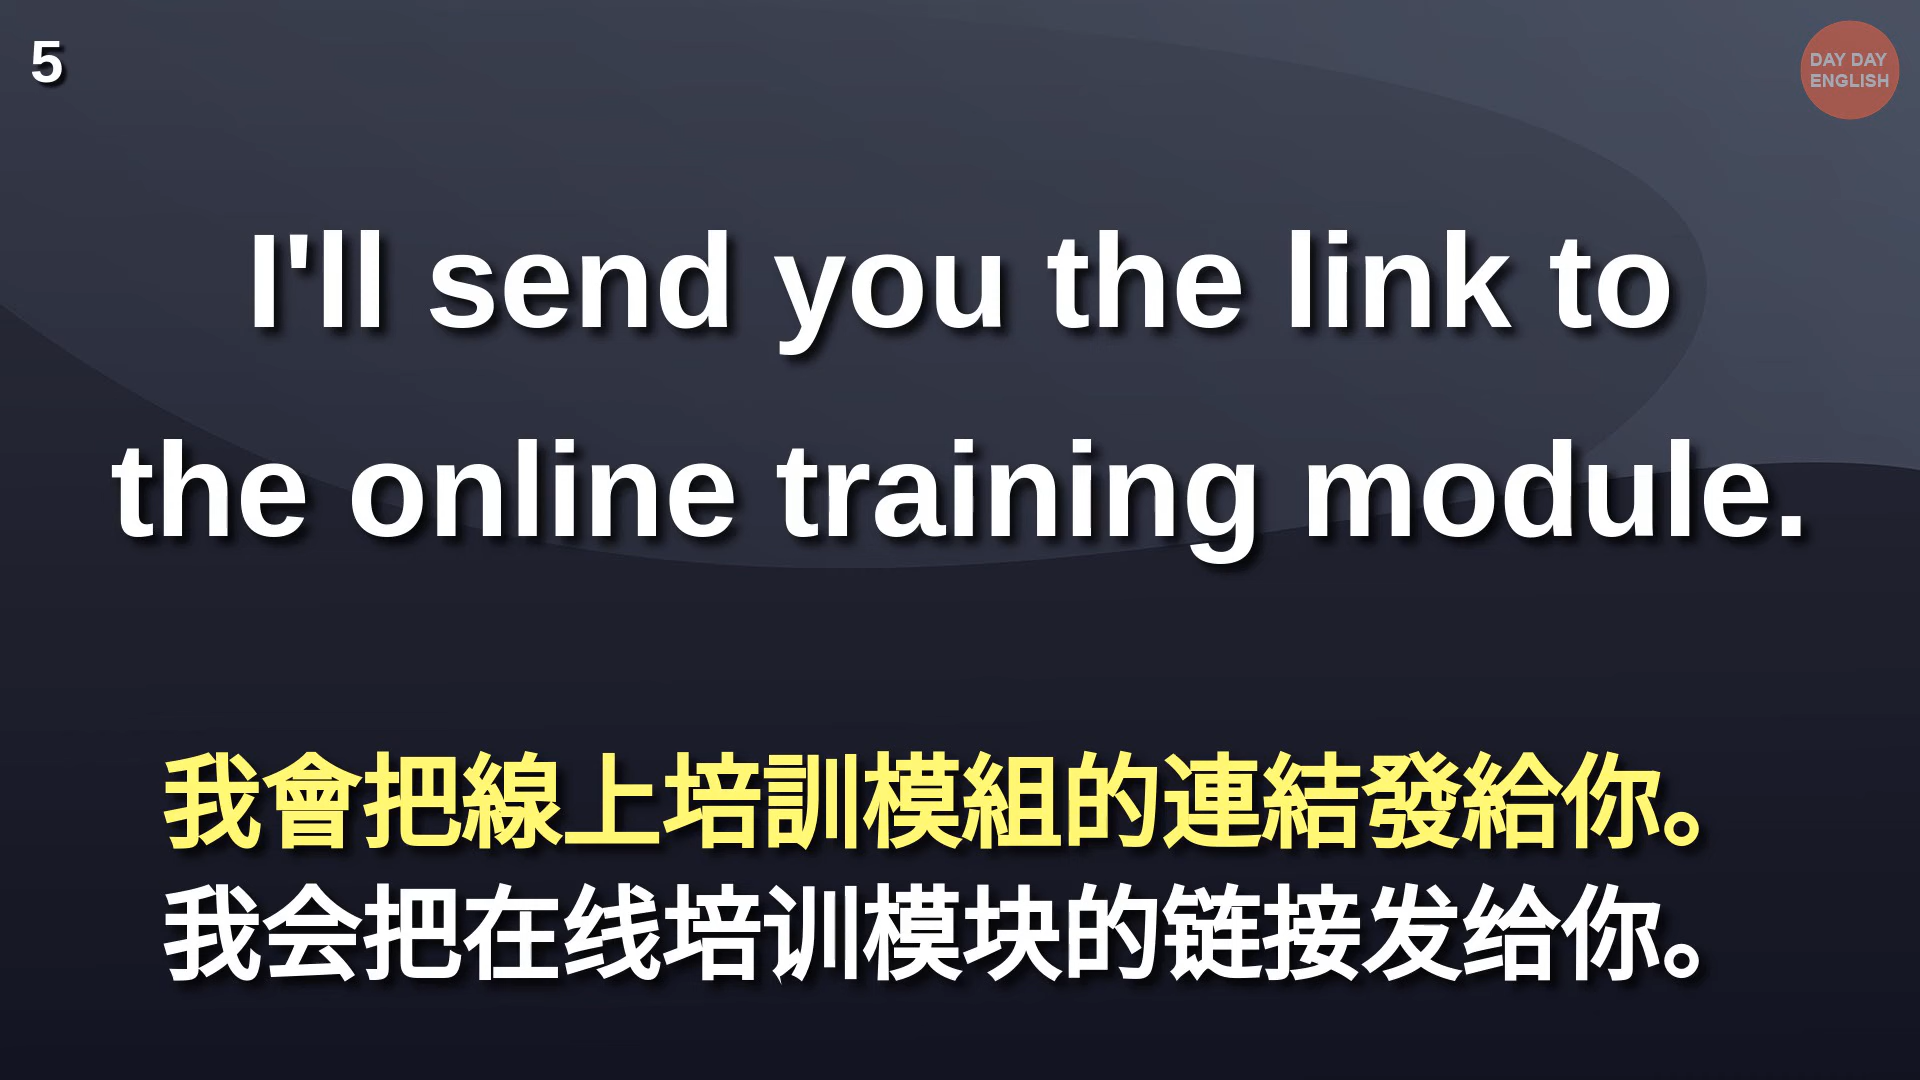 5
DAY DAY
ENGLISH
I'll send you the link to
the online training module.
我會把線上培訓模組的連結發給你。
我会把在线培训模块的链接发给你。